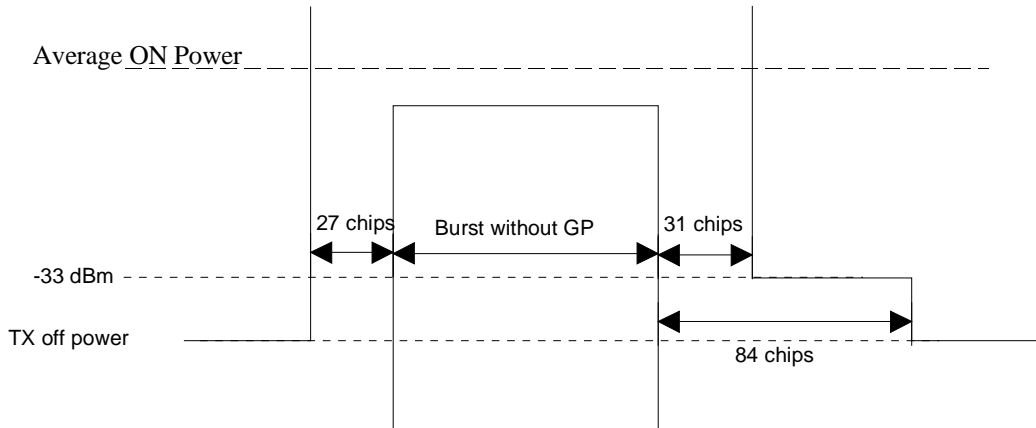 Average ON Power
27 chips
Burst without GP
31 chips
-33 dBm
TX off power
84 chips